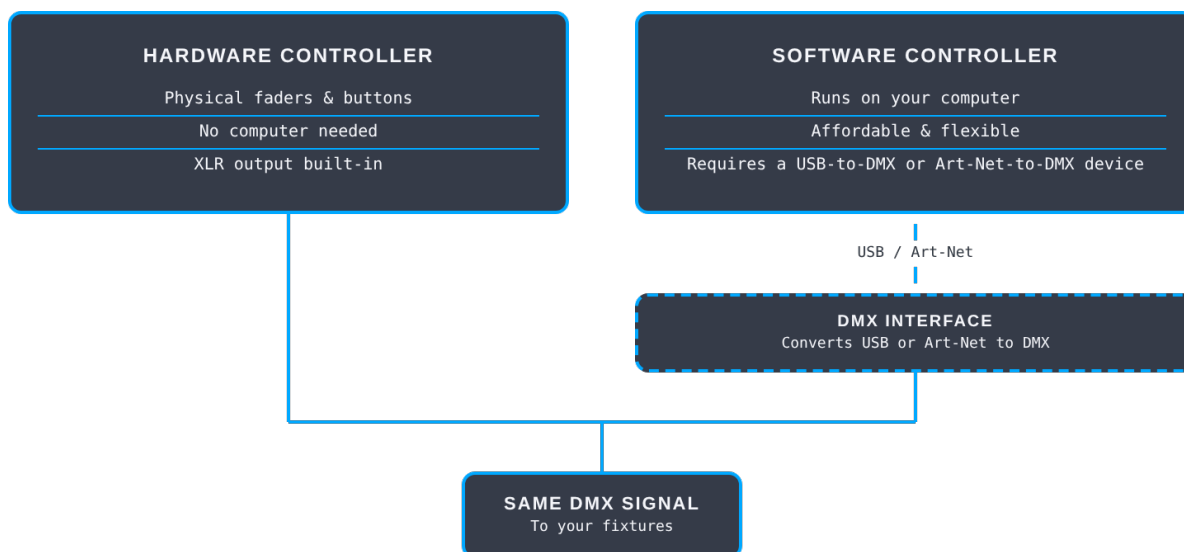 HARDWARE CONTROLLER
Physical faders & buttons
No computer needed
XLR output built-in
SOFTWARE CONTROLLER
Runs on your computer
Affordable & flexible
Requires a USB-to-DMX or Art-Net-to-DMX device
USB / Art-Net
DMX INTERFACE
Converts USB or Art-Net to DMX
SAME DMX SIGNAL
To your fixtures